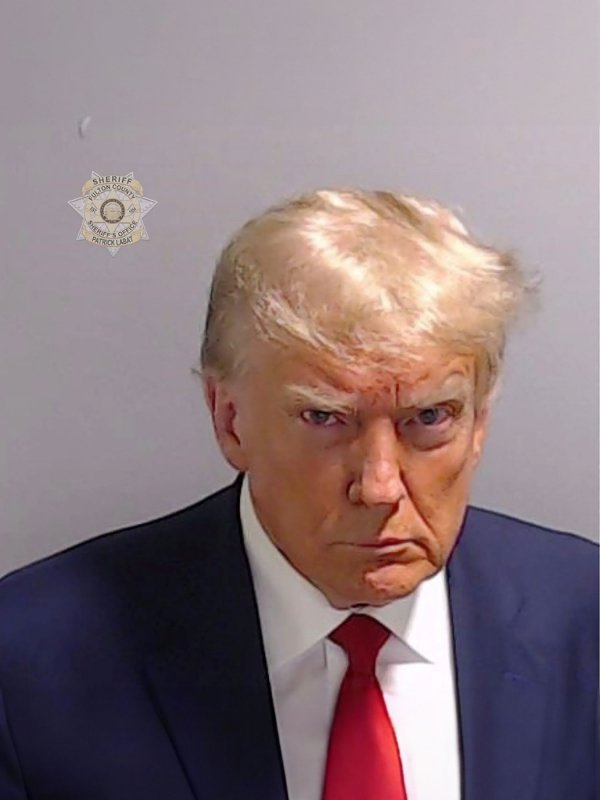 SHERIFF
FULTON COUNTY
SHERIFF'S OFFICE
PATRICK LABAT